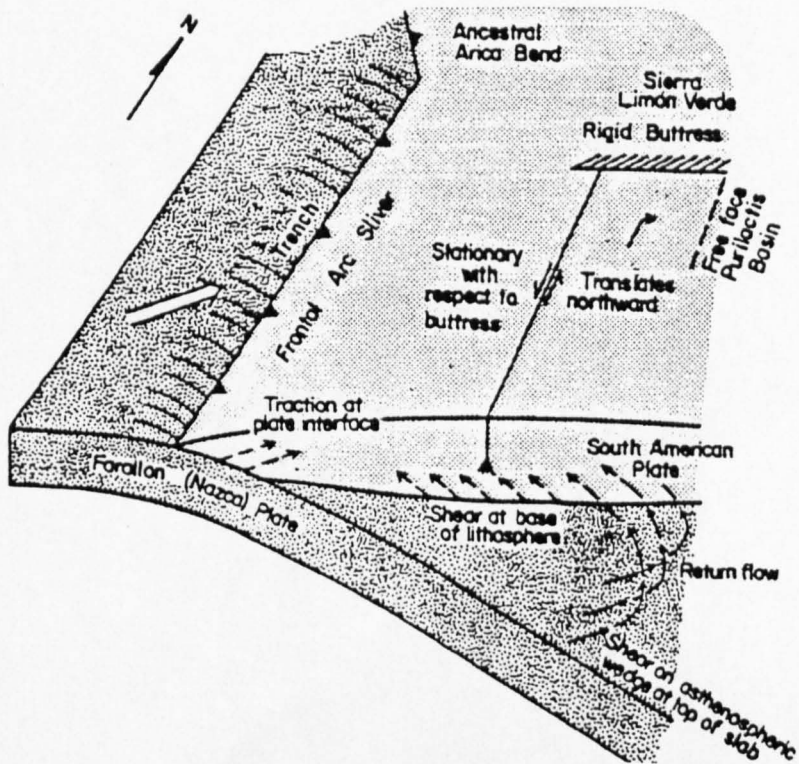 N
Ancestral
Arica Bend
Sierra
Limón Verde
Rigid Buttress
Trench
Frontal Arc Sliver
Stationary
with
respect to
buttress
Translates
northward
Free face
Purilactis
Basin
Traction at
plate interface
South American
Plate
Farallon (Nazca) Plate
Shear at base
of lithosphere
Return flow
Shear on asthenospheric
wedge at top of slab